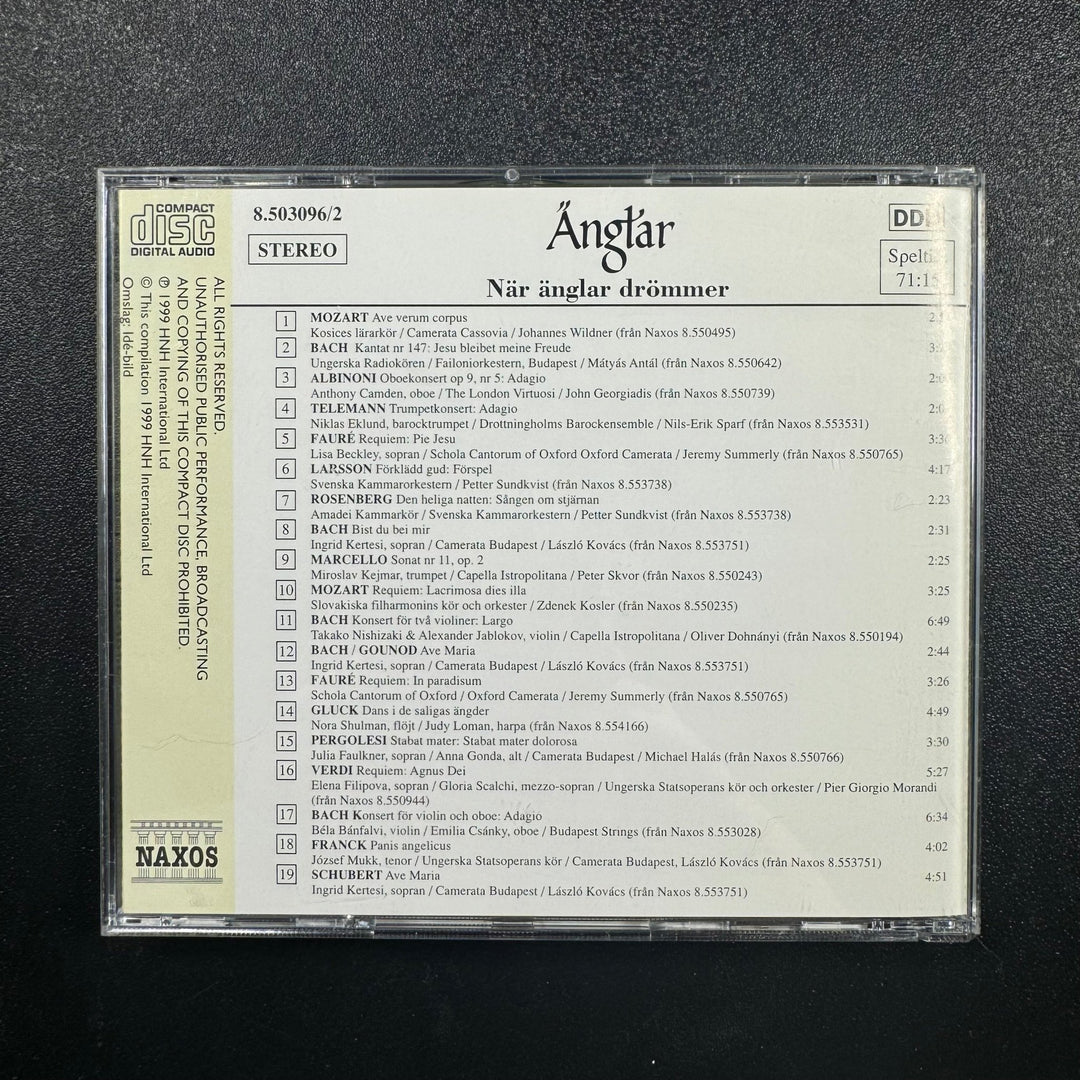 COMPACT
disc
DIGITAL AUDIO
ALL RIGHTS RESERVED.
UNAUTHORISED PUBLIC PERFORMANCE, BROADCASTING
AND COPYING OF THIS COMPACT DISC PROHIBITED.
℗ 1999 HNH International Ltd
© This compilation 1999 HNH International Ltd
Omslag: Idé-bild
NAXOS
8.503096/2
STEREO
Änglar
När änglar drömmer
DDD
71:
1 MOZART Ave verum corpus
Kosices lärarkör / Camerata Cassovia / Johannes Wildner (från Naxos 8.550495)
2 BACH Kantat nr 147: Jesu bleibet meine Freude
Ungerska Radiokören / Failoniorkestern, Budapest / Mátyás Antál (från Naxos 8.550642)
3 ALBINONI Oboekonsert op 9, nr 5: Adagio
Anthony Camden, oboe / The London Virtuosi / John Georgiadis (från Naxos 8.550739)
4 TELEMANN Trumpetkonsert: Adagio
Niklas Eklund, barocktrumpet / Drottningholms Barockensemble / Nils-Erik Sparf (från Naxos 8.553531)
5 FAURÉ Requiem: Pie Jesu
Lisa Beckley, sopran / Schola Cantorum of Oxford Oxford Camerata / Jeremy Summerly (från Naxos 8.550765)
6 LARSSON Förklädd gud: Förspel 4:17
Svenska Kammarorkestern / Petter Sundkvist (från Naxos 8.553738)
7 ROSENBERG Den heliga natten: Sången om stjärnan 2:23
Amadei Kammarkör / Svenska Kammarorkestern / Petter Sundkvist (från Naxos 8.553738)
8 BACH Bist du bei mir 2:31
Ingrid Kertesi, sopran / Camerata Budapest / László Kovács (från Naxos 8.553751)
9 MARCELLO Sonat nr 11, op. 2 2:25
Miroslav Kejmar, trumpet / Capella Istropolitana / Peter Skvor (från Naxos 8.550243)
10 MOZART Requiem: Lacrimosa dies illa 3:25
Slovakiska filharmonins kör och orkester / Zdenek Kosler (från Naxos 8.550235)
11 BACH Konsert för två violiner: Largo 6:49
Takako Nishizaki & Alexander Jablokov, violin / Capella Istropolitana / Oliver Dohnányi (från Naxos 8.550194)
12 BACH / GOUNOD Ave Maria 2:44
Ingrid Kertesi, sopran / Camerata Budapest / László Kovács (från Naxos 8.553751)
13 FAURÉ Requiem: In paradisum 3:26
Schola Cantorum of Oxford / Oxford Camerata / Jeremy Summerly (från Naxos 8.550765)
14 GLUCK Dans i de saligas ängder 4:49
Nora Shulman, flöjt / Judy Loman, harpa (från Naxos 8.554166)
15 PERGOLESI Stabat mater: Stabat mater dolorosa 3:30
Julia Faulkner, sopran / Anna Gonda, alt / Camerata Budapest / Michael Halás (från Naxos 8.550766)
16 VERDI Requiem: Agnus Dei 5:27
Elena Filipova, sopran / Gloria Scalchi, mezzo-sopran / Ungerska Statsoperans kör och orkester / Pier Giorgio Morandi
(från Naxos 8.550944)
17 BACH Konsert för violin och oboe: Adagio 6:34
Béla Bánfalvi, violin / Emilia Csánky, oboe / Budapest Strings (från Naxos 8.553028)
18 FRANCK Panis angelicus 4:02
József Mukk, tenor / Ungerska Statsoperans kör / Camerata Budapest, László Kovács (från Naxos 8.553751)
19 SCHUBERT Ave Maria 4:51
Ingrid Kertesi, sopran / Camerata Budapest / László Kovács (från Naxos 8.553751)